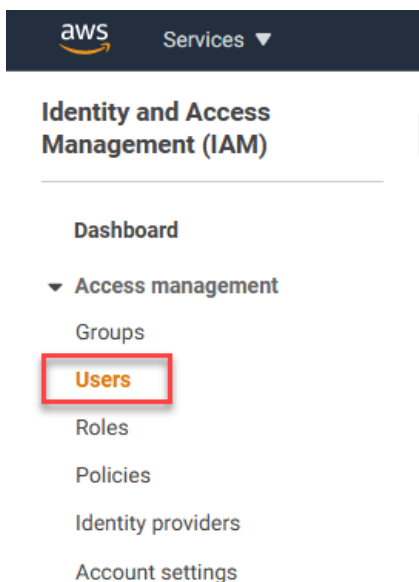 aws Services ▼
Identity and Access
Management (IAM)
Dashboard
Access management
Groups
Users
Roles
Policies
Identity providers
Account settings